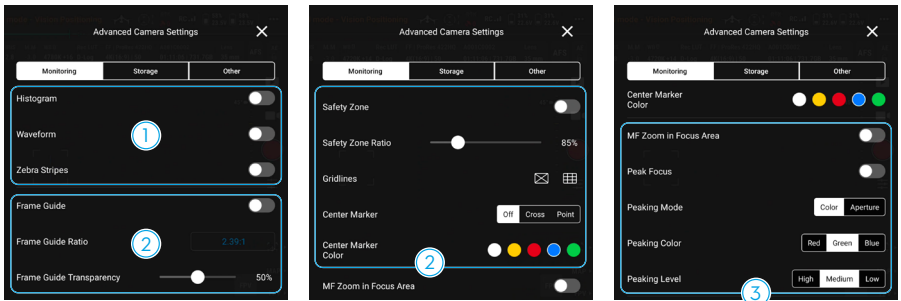 Advanced Camera Settings
Monitoring Storage Other
Histogram
Waveform
1
Zebra Stripes
Frame Guide
Frame Guide Ratio 2.39:1
2
Frame Guide Transparency 50%
Advanced Camera Settings
Monitoring Storage Other
Safety Zone
Safety Zone Ratio 85%
Gridlines
Center Marker Off Cross Point
Center Marker
Color
2
MF Zoom in Focus Area
Advanced Camera Settings
Monitoring Storage Other
Center Marker
Color
MF Zoom in Focus Area
Peak Focus
Peaking Mode Color Aperture
Peaking Color Red Green Blue
Peaking Level High Medium Low
3